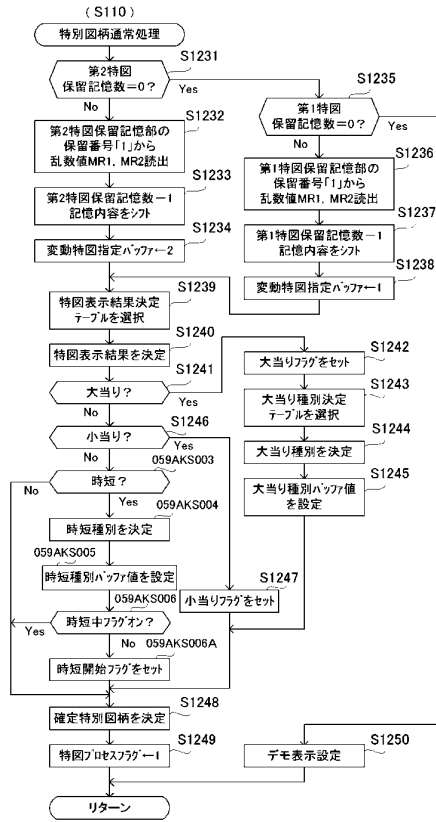 (S110)
特別図柄通常処理
S1231
第2特図
保留記憶数=0?
Yes
No
S1232
第2特図保留記憶部の
保留番号「1」から
乱数値MR1, MR2読出
S1233
第2特図保留記憶数-1
記憶内容をシフト
S1234
変動特図指定バッファ←2
S1235
第1特図
保留記憶数=0?
Yes
No
S1236
第1特図保留記憶部の
保留番号「1」から
乱数値MR1, MR2読出
S1237
第1特図保留記憶数-1
記憶内容をシフト
S1238
変動特図指定バッファ←1
S1239
特図表示結果決定
テーブルを選択
S1240
特図表示結果を決定
S1241
大当り?
Yes
No
S1242
大当りフラグをセット
S1243
大当り種別決定
テーブルを選択
S1244
大当り種別を決定
S1245
大当り種別バッファ値
を設定
S1246
小当り?
Yes
No
S1247
小当りフラグをセット
059AKS003
時短?
No
Yes
059AKS004
時短種別を決定
059AKS005
時短種別バッファ値を設定
059AKS006
時短中フラグオン?
Yes
No
059AKS006A
時短開始フラグをセット
S1248
確定特別図柄を決定
S1249
特図プロセスフラグ←1
S1250
デモ表示設定
リターン